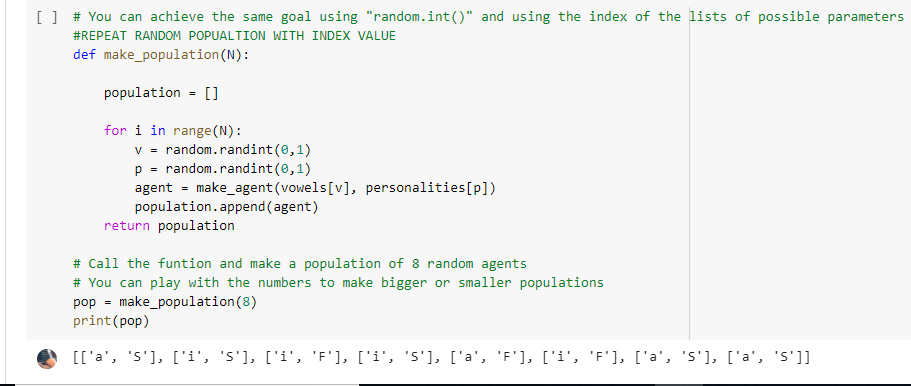 [ ] # You can achieve the same goal using "random.int()" and using the index of the lists of possible parameters
#REPEAT RANDOM POPUALTION WITH INDEX VALUE
def make_population(N):
population = []
for i in range(N):
v = random.randint(0,1)
p = random.randint(0,1)
agent = make_agent(vowels[v], personalities[p])
population.append(agent)
return population
# Call the funtion and make a population of 8 random agents
# You can play with the numbers to make bigger or smaller populations
pop = make_population(8)
print(pop)
[['a', 'S'], ['i', 'S'], ['i', 'F'], ['i', 'S'], ['a', 'F'], ['i', 'F'], ['a', 'S'], ['a', 'S']]